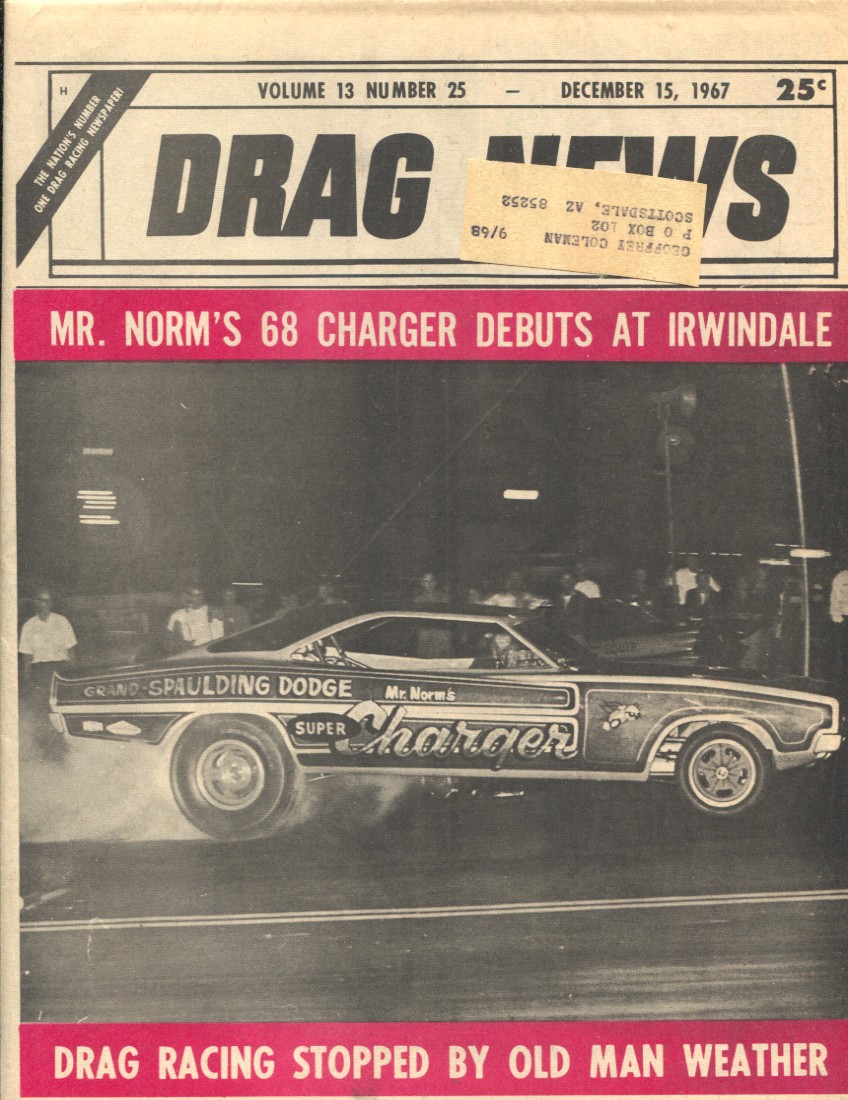 H
THE NATION'S NUMBER
ONE DRAG RACING NEWSPAPER!
VOLUME 13 NUMBER 25 — DECEMBER 15, 1967 25¢
DRAG NEWS
GEOFFREY COLEMAN 9/68
P O BOX 102
SCOTTSDALE, AZ 85252
MR. NORM'S 68 CHARGER DEBUTS AT IRWINDALE
EQUIP
GRAND-SPAULDING DODGE
Mr. Norm's
SUPER Charger
DRAG RACING STOPPED BY OLD MAN WEATHER